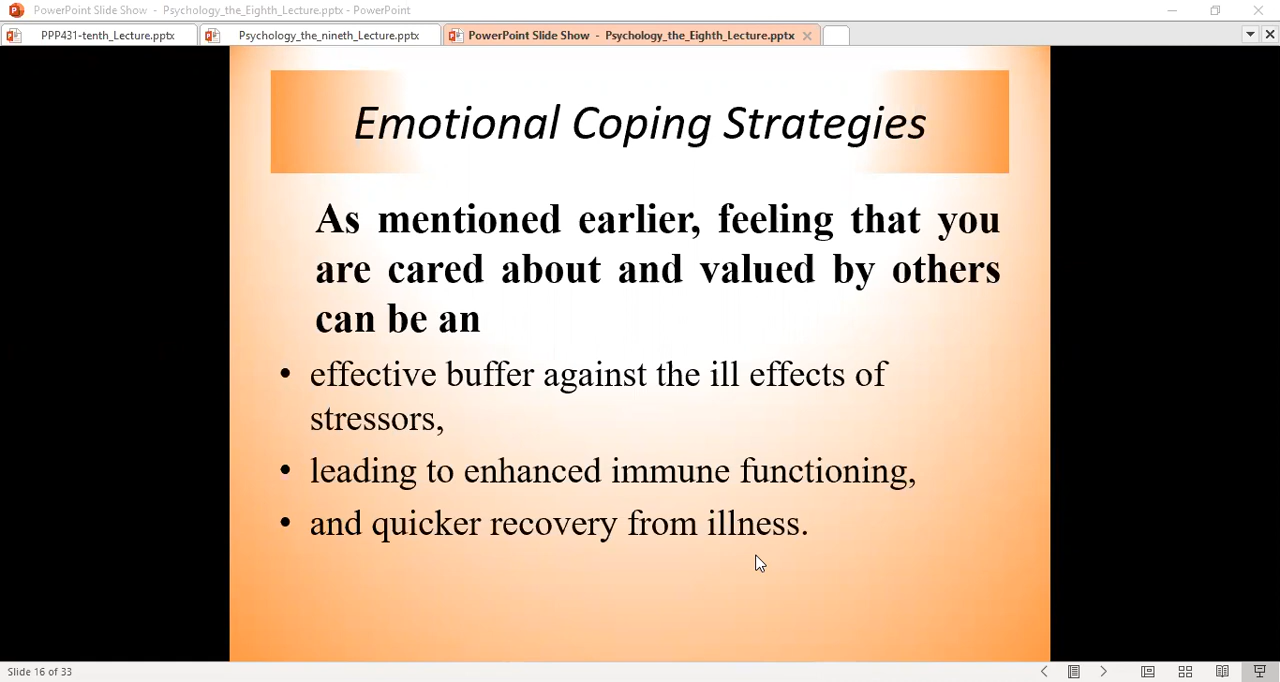 PowerPoint Slide Show - Psychology_the_Eighth_Lecture.pptx - PowerPoint
PPP431-tenth_Lecture.pptx
Psychology_the_nineth_Lecture.pptx
PowerPoint Slide Show - Psychology_the_Eighth_Lecture.pptx
Emotional Coping Strategies
As mentioned earlier, feeling that you
are cared about and valued by others
can be an
• effective buffer against the ill effects of
stressors,
• leading to enhanced immune functioning,
• and quicker recovery from illness.
Slide 16 of 33